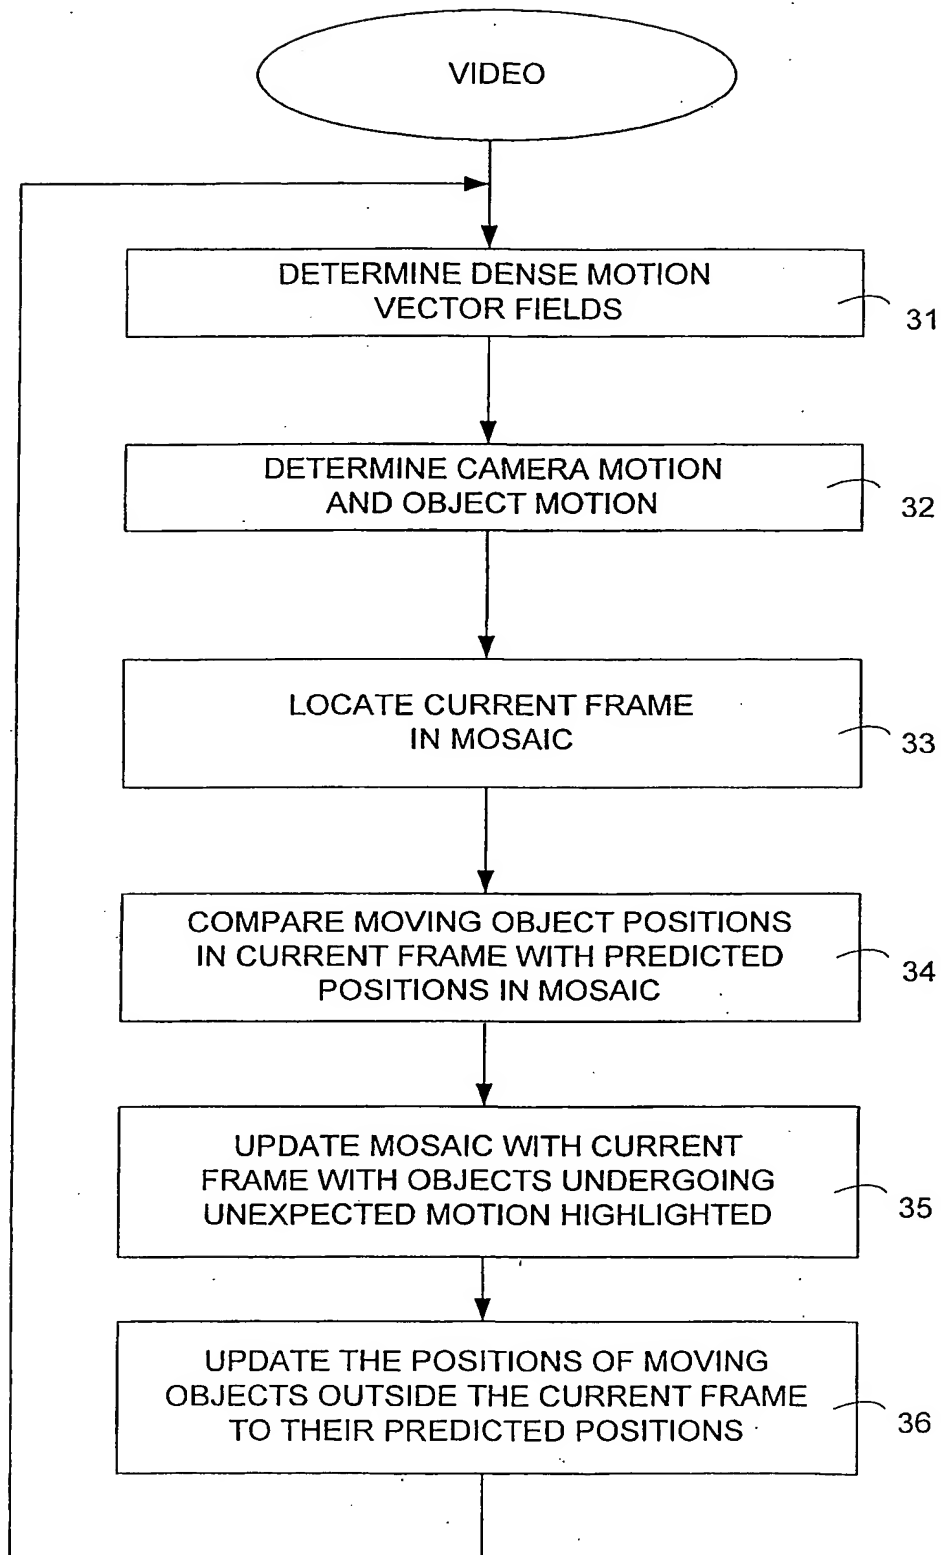 VIDEO
DETERMINE DENSE MOTION
VECTOR FIELDS
31
DETERMINE CAMERA MOTION
AND OBJECT MOTION
32
LOCATE CURRENT FRAME
IN MOSAIC
33
COMPARE MOVING OBJECT POSITIONS
IN CURRENT FRAME WITH PREDICTED
POSITIONS IN MOSAIC
34
UPDATE MOSAIC WITH CURRENT
FRAME WITH OBJECTS UNDERGOING
UNEXPECTED MOTION HIGHLIGHTED
35
UPDATE THE POSITIONS OF MOVING
OBJECTS OUTSIDE THE CURRENT FRAME
TO THEIR PREDICTED POSITIONS
36